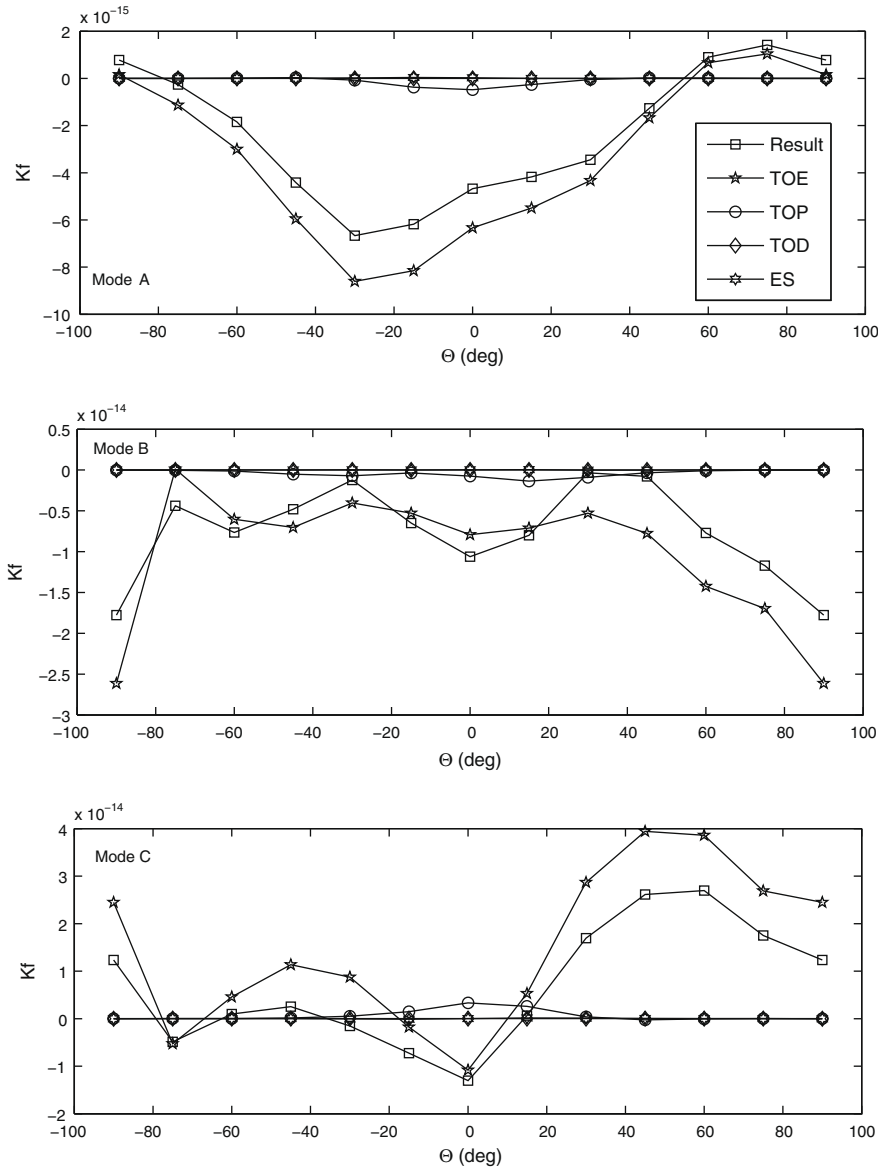 x 10⁻¹⁵
2
0
−2
−4
−6
−8
−10
Kf
Mode A
Result
TOE
TOP
TOD
ES
−100 −80 −60 −40 −20 0 20 40 60 80 100
Θ (deg)
x 10⁻¹⁴
0.5
0
−0.5
−1
−1.5
−2
−2.5
−3
Kf
Mode B
−100 −80 −60 −40 −20 0 20 40 60 80 100
Θ (deg)
x 10⁻¹⁴
4
3
2
1
0
−1
−2
Kf
Mode C
−100 −80 −60 −40 −20 0 20 40 60 80 100
Θ (deg)